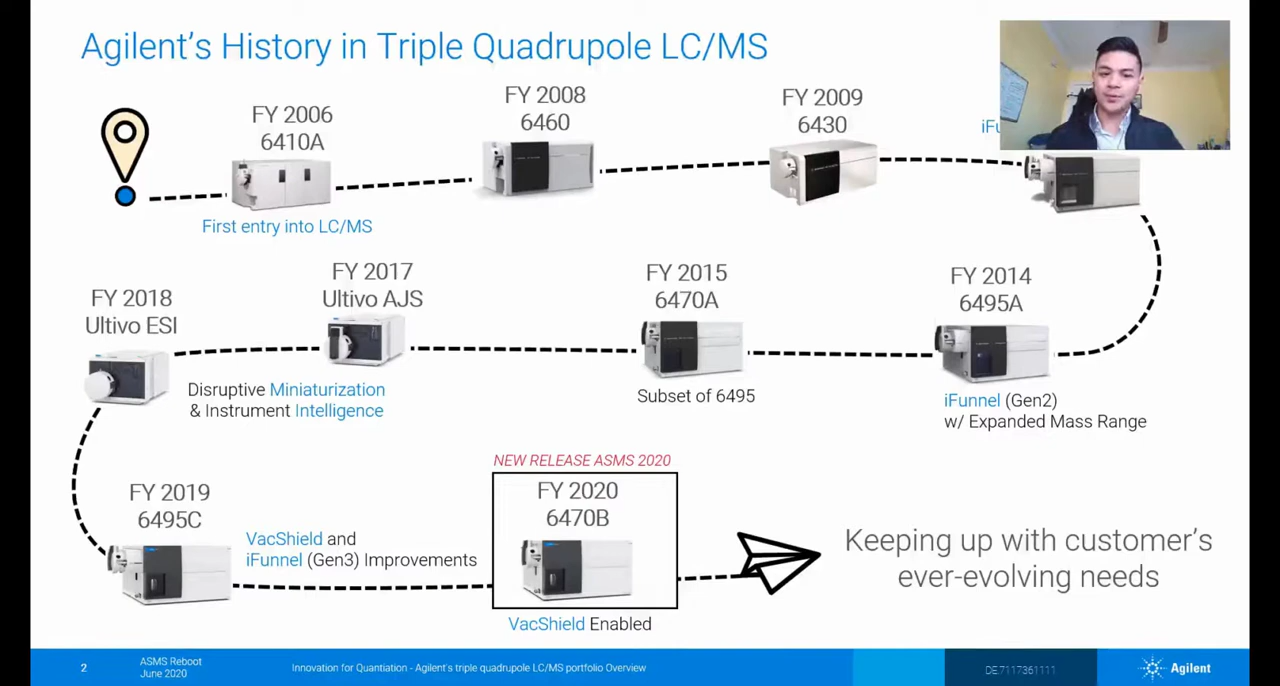 Agilent's History in Triple Quadrupole LC/MS
FY 2006
6410A
First entry into LC/MS
FY 2008
6460
FY 2009
6430
FY 2014
6495A
iFunnel (Gen2)
w/ Expanded Mass Range
FY 2015
6470A
Subset of 6495
FY 2017
Ultivo AJS
Disruptive Miniaturization
& Instrument Intelligence
FY 2018
Ultivo ESI
FY 2019
6495C
VacShield and
iFunnel (Gen3) Improvements
NEW RELEASE ASMS 2020
FY 2020
6470B
VacShield Enabled
Keeping up with customer's
ever-evolving needs
2
ASMS Reboot
June 2020
Innovation for Quantiation - Agilent's triple quadrupole LC/MS portfolio Overview
DE.7117361111
Agilent